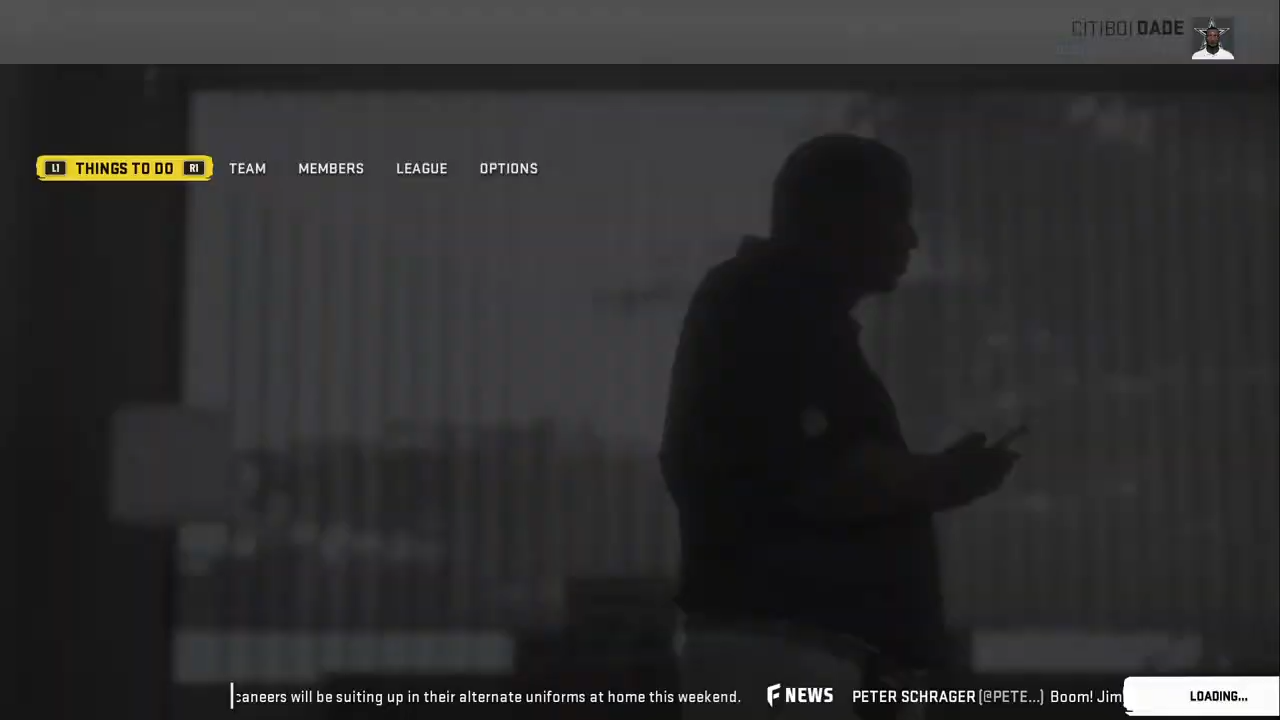 CITIBOI DADE
L1 THINGS TO DO R1 TEAM MEMBERS LEAGUE OPTIONS
caneers will be suiting up in their alternate uniforms at home this weekend. F NEWS PETER SCHRAGER (@PETE...) Boom! Jim LOADING...